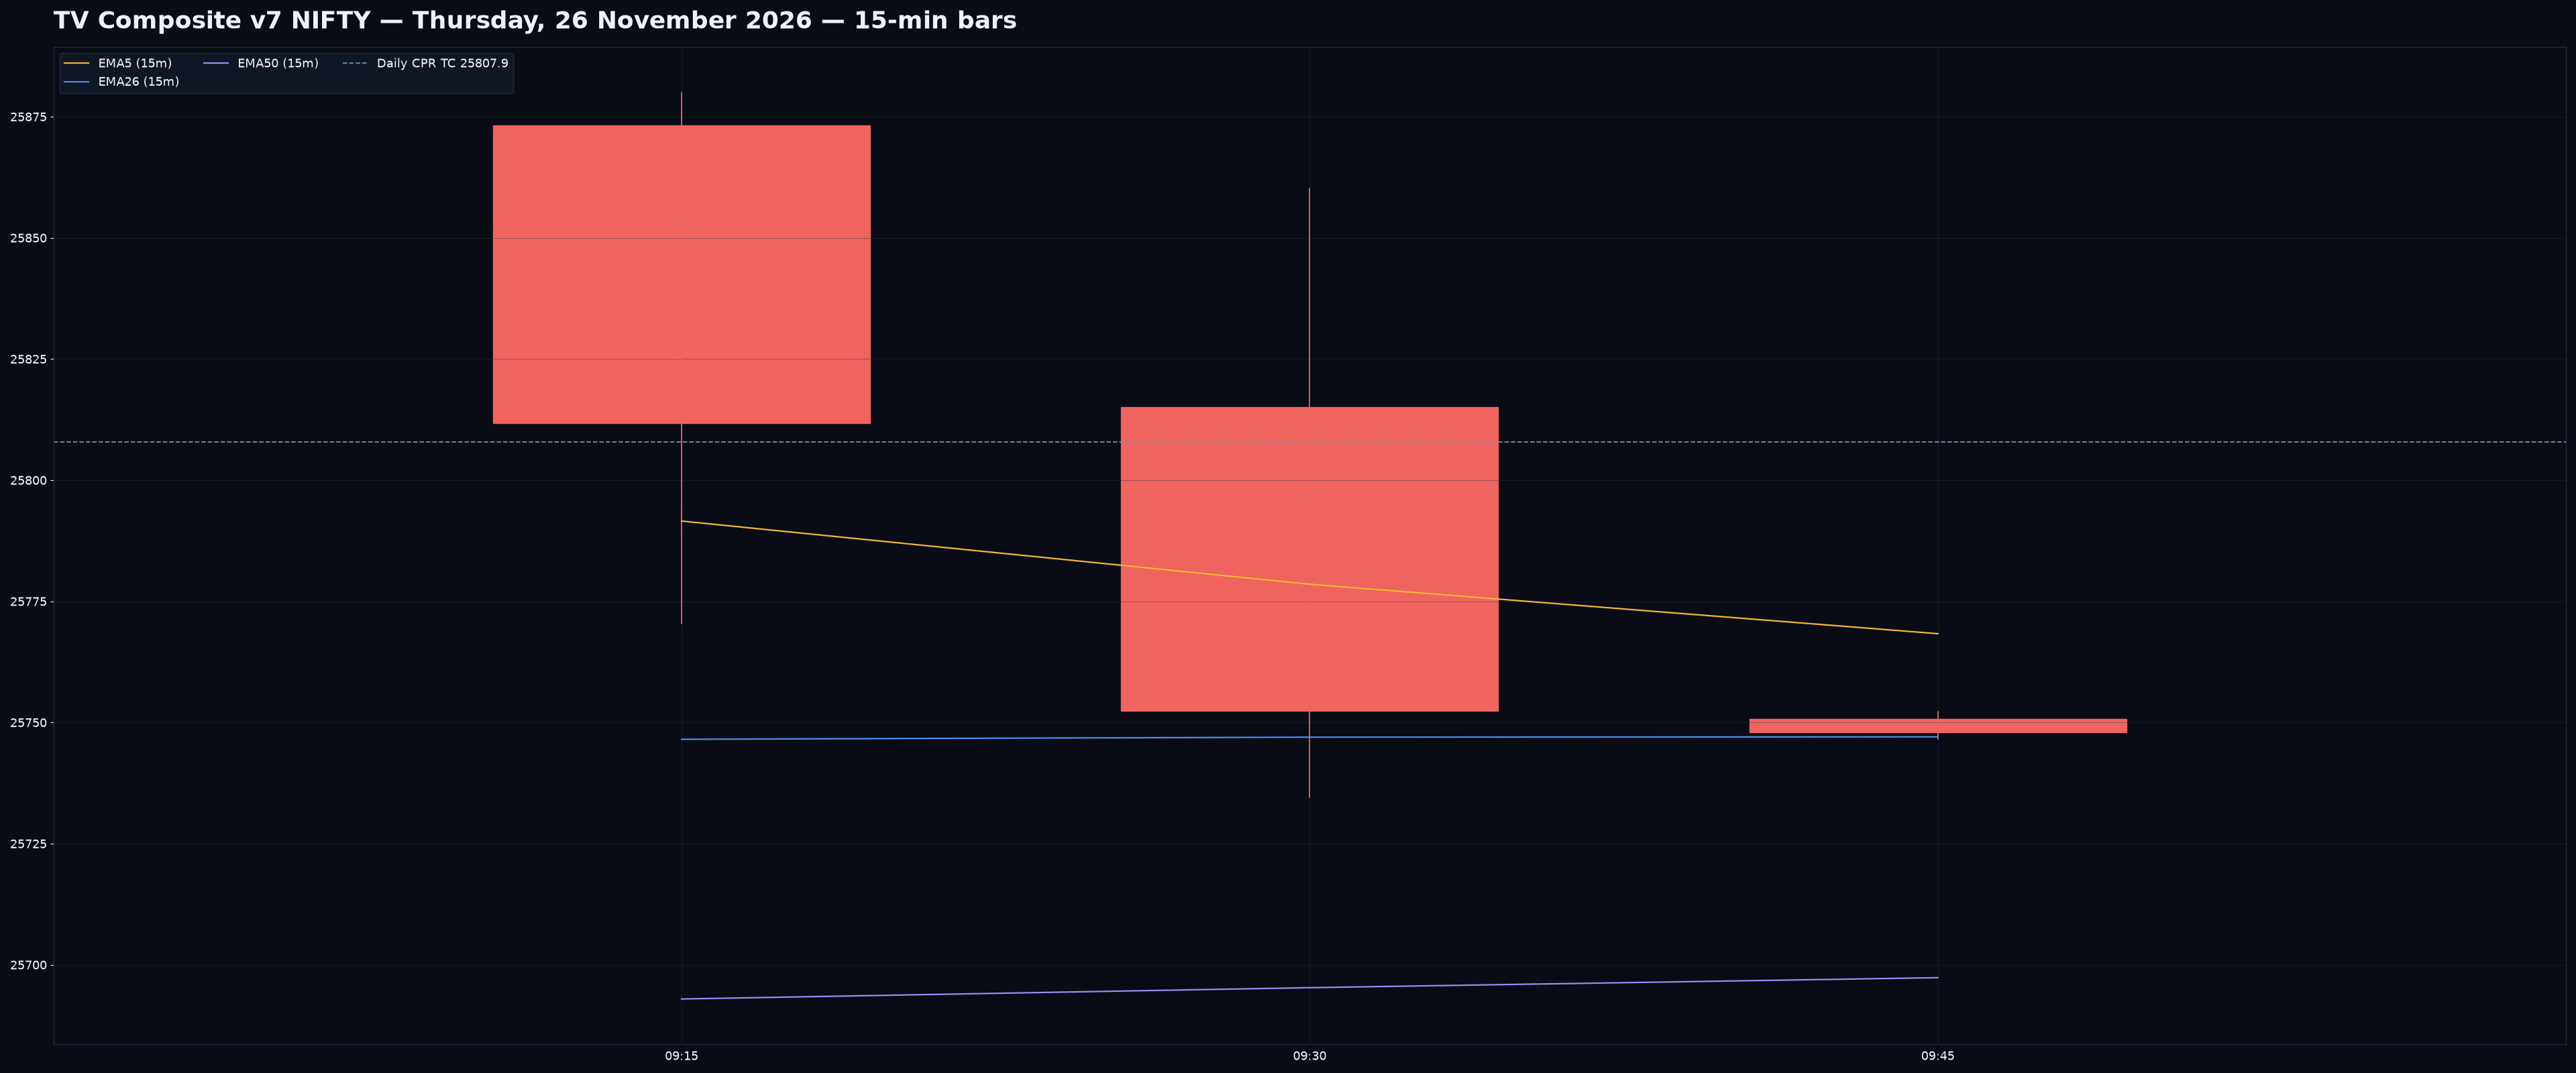 TV Composite v7 NIFTY — Thursday, 26 November 2026 — 15-min bars
EMA5 (15m) EMA50 (15m) Daily CPR TC 25807.9
EMA26 (15m)
25875
25850
25825
25800
25775
25750
25725
25700
09:15 09:30 09:45